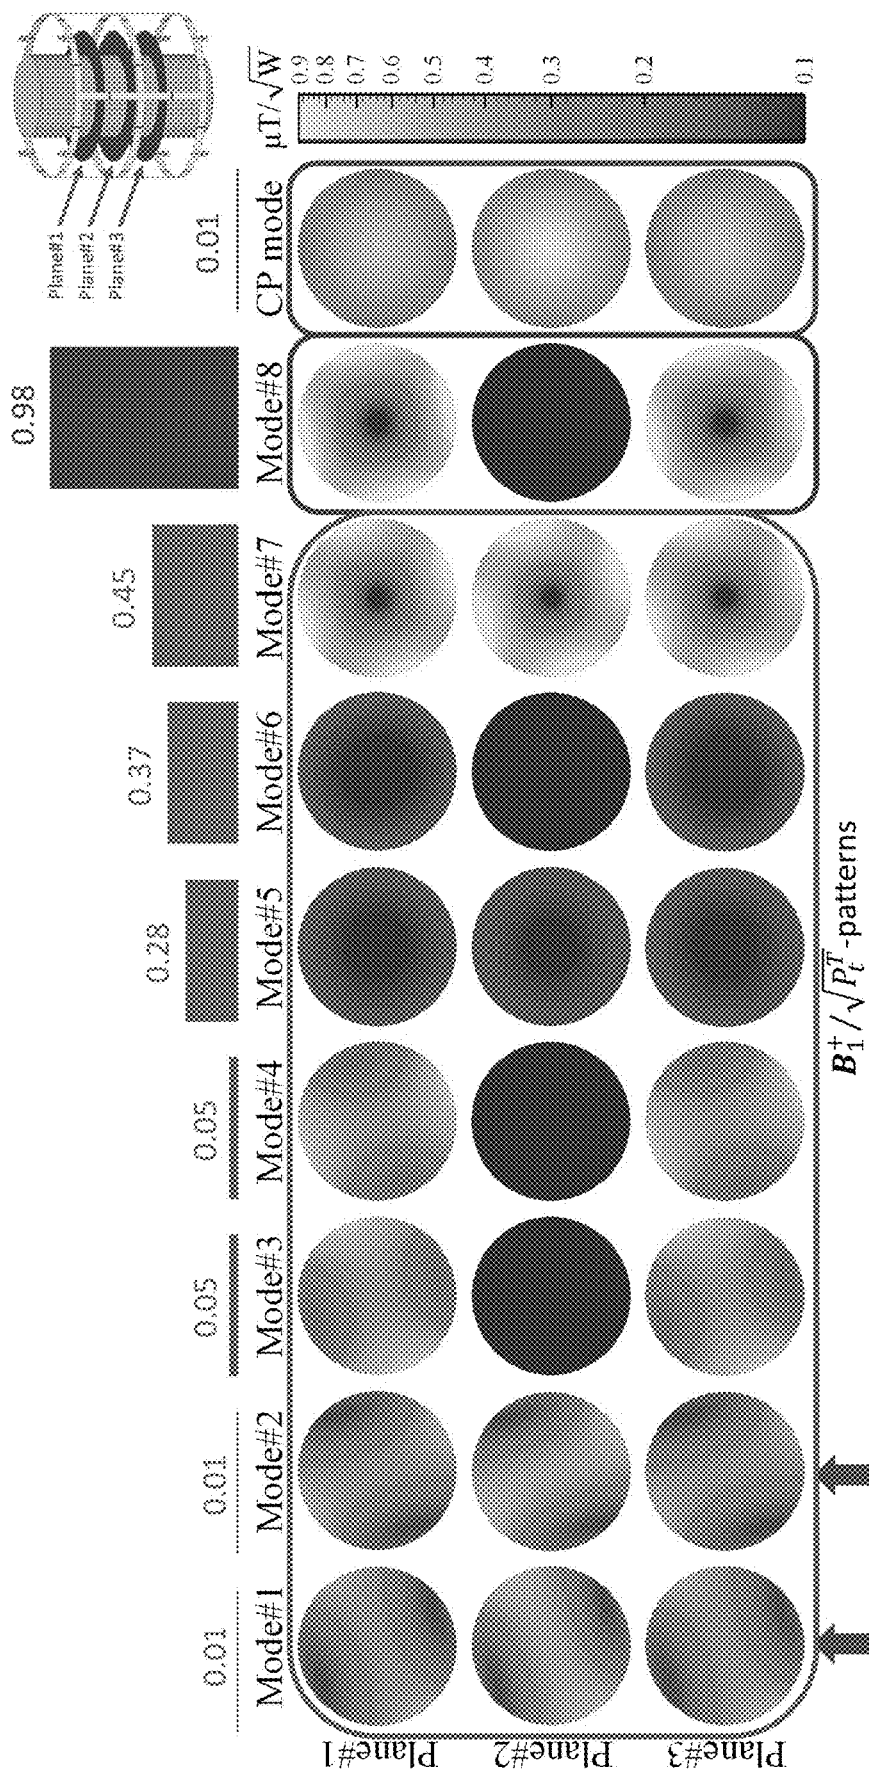 Plane#1
Plane#2
Plane#3
0.01
0.01
0.05
0.05
0.28
0.37
0.45
0.98
0.01
Mode#1
Mode#2
Mode#3
Mode#4
Mode#5
Mode#6
Mode#7
Mode#8
CP mode
µT/√W
0.9
0.8
0.7
0.6
0.5
0.4
0.3
0.2
0.1
Plane#1
Plane#2
Plane#3
B₁⁺/√PₜᵀT-patterns